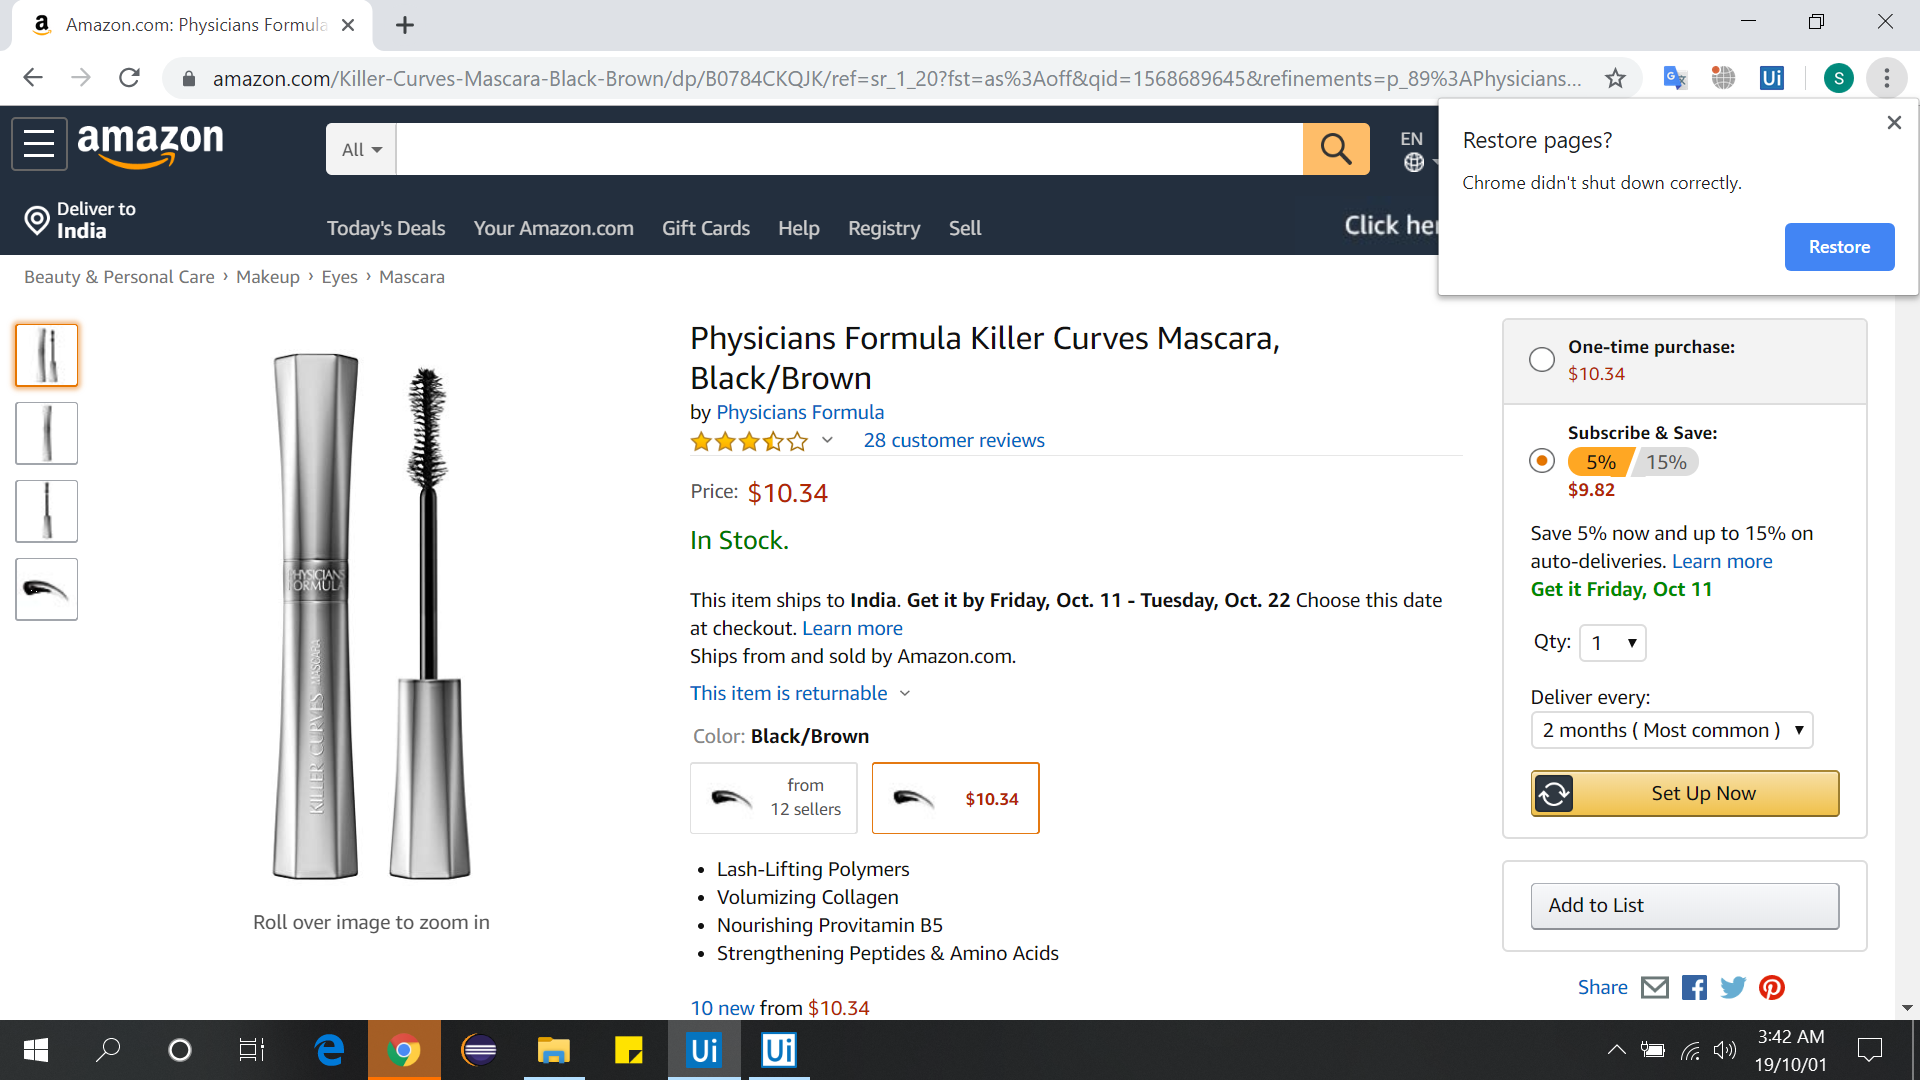 Amazon.com: Physicians Formula
amazon.com/Killer-Curves-Mascara-Black-Brown/dp/B0784CKQJK/ref=sr_1_20?fst=as%3Aoff&qid=1568689645&refinements=p_89%3APhysicians...
Ui
S
Restore pages?
Chrome didn't shut down correctly.
Restore
amazon
All
EN
Deliver to
India
Today's Deals
Your Amazon.com
Gift Cards
Help
Registry
Sell
Click her
Beauty & Personal Care › Makeup › Eyes › Mascara
PHYSICIANS
FORMULA
KILLER CURVES MASCARA
Roll over image to zoom in
Physicians Formula Killer Curves Mascara,
Black/Brown
by Physicians Formula
28 customer reviews
Price: $10.34
In Stock.
This item ships to India. Get it by Friday, Oct. 11 - Tuesday, Oct. 22 Choose this date
at checkout. Learn more
Ships from and sold by Amazon.com.
This item is returnable
Color: Black/Brown
from
12 sellers
$10.34
• Lash-Lifting Polymers
• Volumizing Collagen
• Nourishing Provitamin B5
• Strengthening Peptides & Amino Acids
10 new from $10.34
One-time purchase:
$10.34
Subscribe & Save:
5% 15%
$9.82
Save 5% now and up to 15% on
auto-deliveries. Learn more
Get it Friday, Oct 11
Qty: 1
Deliver every:
2 months ( Most common )
Set Up Now
Add to List
Share
Ui
Ui
3:42 AM
19/10/01